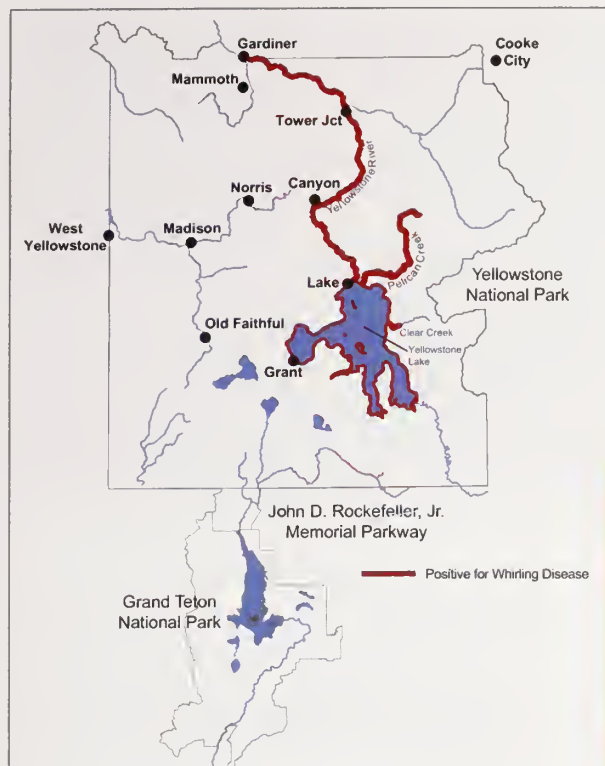 Gardiner
Cooke
City
Mammoth
Tower Jct
Yellowstone River
Norris
Canyon
West
Yellowstone
Madison
Pelican Creek
Lake
Yellowstone
National Park
Old Faithful
Clear Creek
Yellowstone
Lake
Grant
John D. Rockefeller, Jr.
Memorial Parkway
Positive for Whirling Disease
Grand Teton
National Park